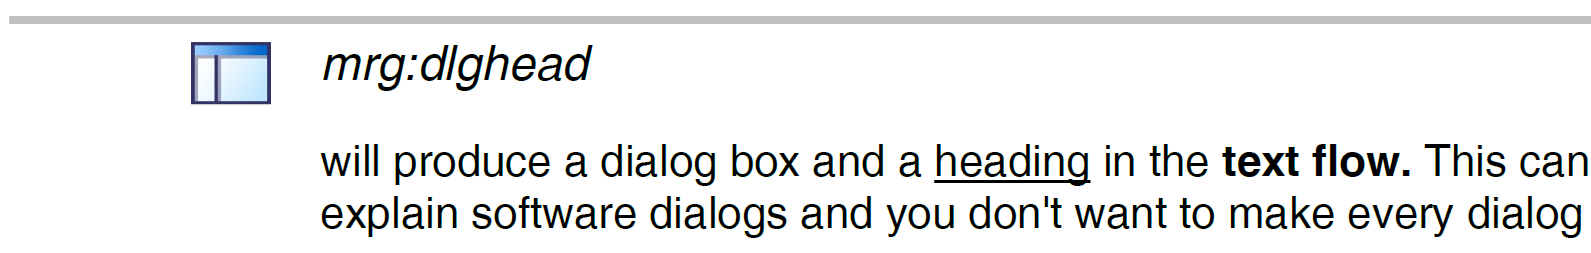 mrg:dlghead
will produce a dialog box and a heading in the text flow. This can
explain software dialogs and you don't want to make every dialog